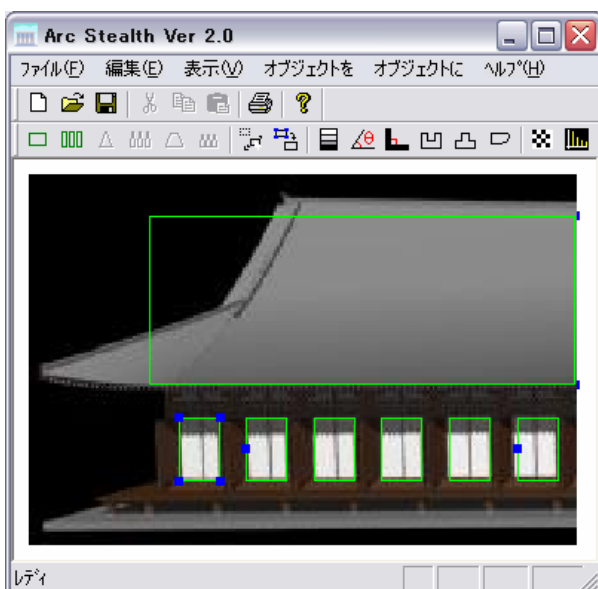 Arc Stealth Ver 2.0
ﾌｧｲﾙ(F) 編集(E) 表示(V) オブジェクトを オブジェクトに ﾍﾙﾌﾟ(H)
θ
ﾚﾃﾞｨ